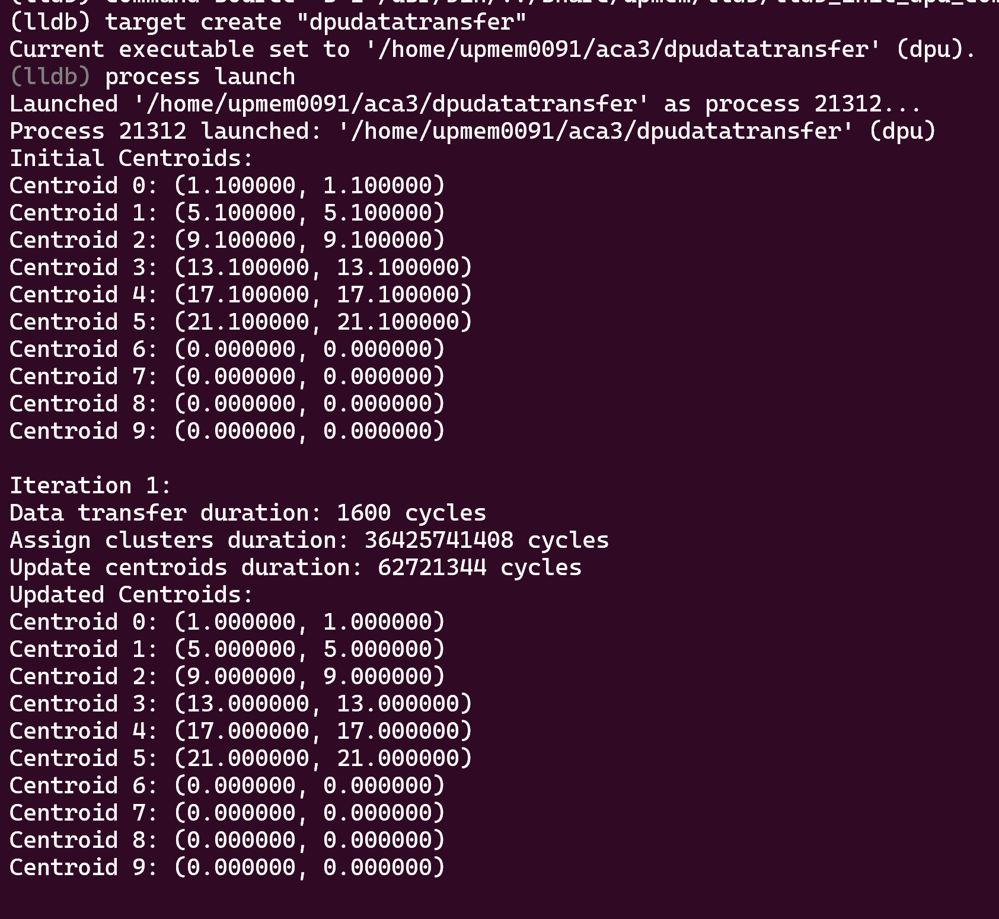 (lldb) target create "dpudatatransfer"
Current executable set to '/home/upmem0091/aca3/dpudatatransfer' (dpu).
(lldb) process launch
Launched '/home/upmem0091/aca3/dpudatatransfer' as process 21312...
Process 21312 launched: '/home/upmem0091/aca3/dpudatatransfer' (dpu)
Initial Centroids:
Centroid 0: (1.100000, 1.100000)
Centroid 1: (5.100000, 5.100000)
Centroid 2: (9.100000, 9.100000)
Centroid 3: (13.100000, 13.100000)
Centroid 4: (17.100000, 17.100000)
Centroid 5: (21.100000, 21.100000)
Centroid 6: (0.000000, 0.000000)
Centroid 7: (0.000000, 0.000000)
Centroid 8: (0.000000, 0.000000)
Centroid 9: (0.000000, 0.000000)
Iteration 1:
Data transfer duration: 1600 cycles
Assign clusters duration: 36425741408 cycles
Update centroids duration: 62721344 cycles
Updated Centroids:
Centroid 0: (1.000000, 1.000000)
Centroid 1: (5.000000, 5.000000)
Centroid 2: (9.000000, 9.000000)
Centroid 3: (13.000000, 13.000000)
Centroid 4: (17.000000, 17.000000)
Centroid 5: (21.000000, 21.000000)
Centroid 6: (0.000000, 0.000000)
Centroid 7: (0.000000, 0.000000)
Centroid 8: (0.000000, 0.000000)
Centroid 9: (0.000000, 0.000000)